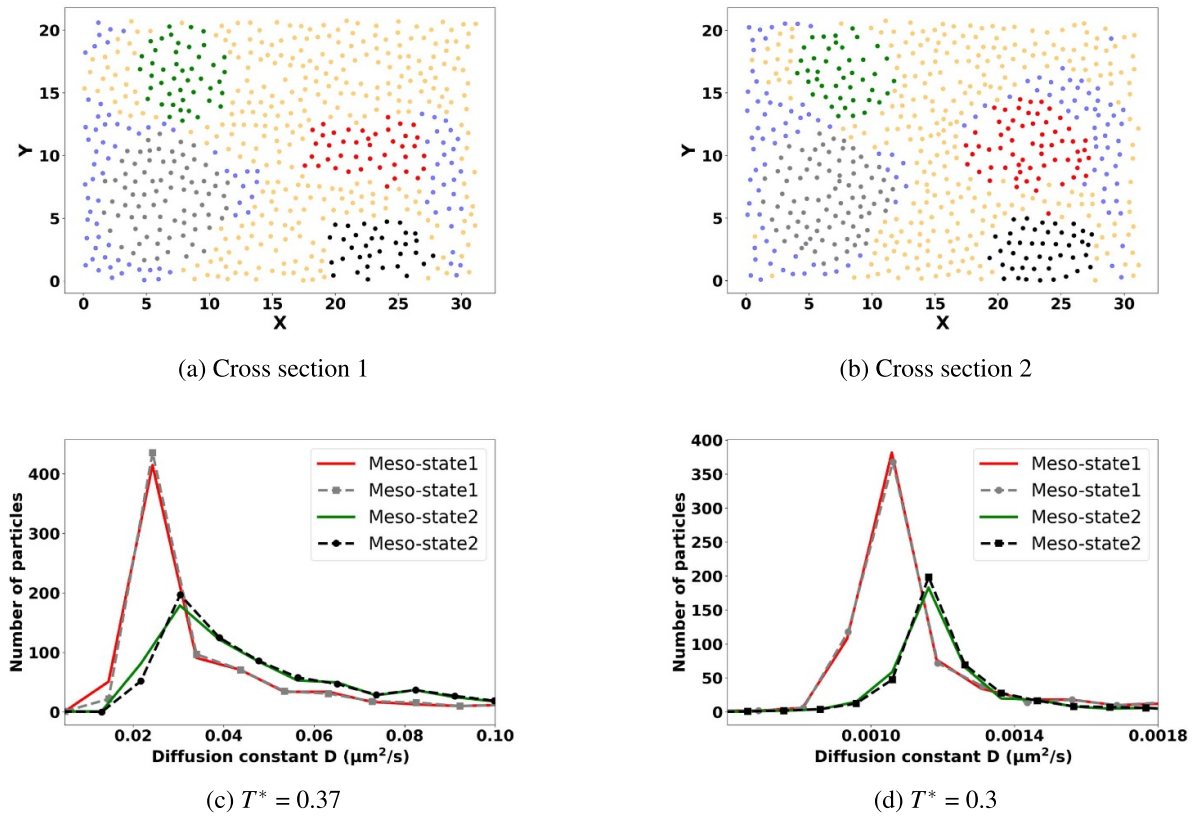 20
15
10
5
0
Y
0 5 10 15 20 25 30
X
(a) Cross section 1
20
15
10
5
0
Y
0 5 10 15 20 25 30
X
(b) Cross section 2
400
300
200
100
0
Number of particles
Meso-state1
Meso-state1
Meso-state2
Meso-state2
0.02 0.04 0.06 0.08 0.10
Diffusion constant D (μm²/s)
(c) T* = 0.37
400
350
300
250
200
150
100
50
0
Number of particles
Meso-state1
Meso-state1
Meso-state2
Meso-state2
0.0010 0.0014 0.0018
Diffusion constant D (μm²/s)
(d) T* = 0.3